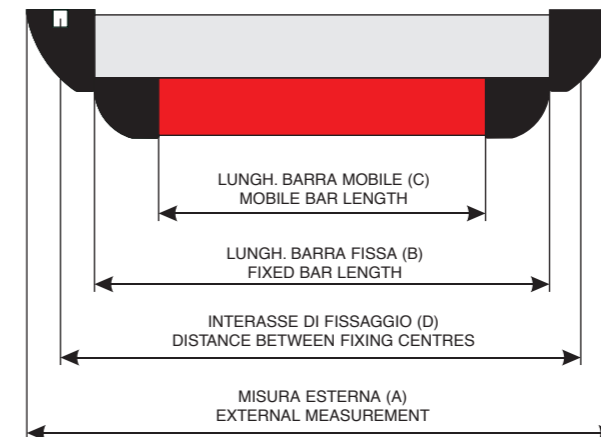 LUNGH. BARRA MOBILE (C)
MOBILE BAR LENGTH
LUNGH. BARRA FISSA (B)
FIXED BAR LENGTH
INTERASSE DI FISSAGGIO (D)
DISTANCE BETWEEN FIXING CENTRES
MISURA ESTERNA (A)
EXTERNAL MEASUREMENT